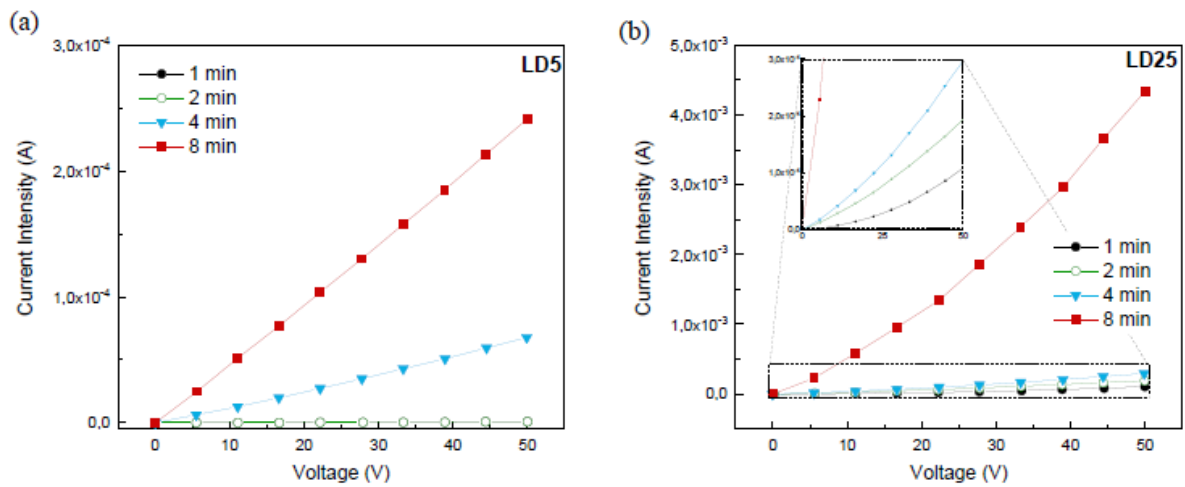 (a)
3,0x10⁻⁴
LD5
1 min
2 min
4 min
8 min
2,0x10⁻⁴
1,0x10⁻⁴
0,0
Current Intensity (A)
0 10 20 30 40 50
Voltage (V)
(b)
5,0x10⁻³
LD25
4,0x10⁻³
3,0x10⁻³
2,0x10⁻³
1,0x10⁻³
0,0
Current Intensity (A)
0,0
0 25 50
1 min
2 min
4 min
8 min
0 10 20 30 40 50
Voltage (V)